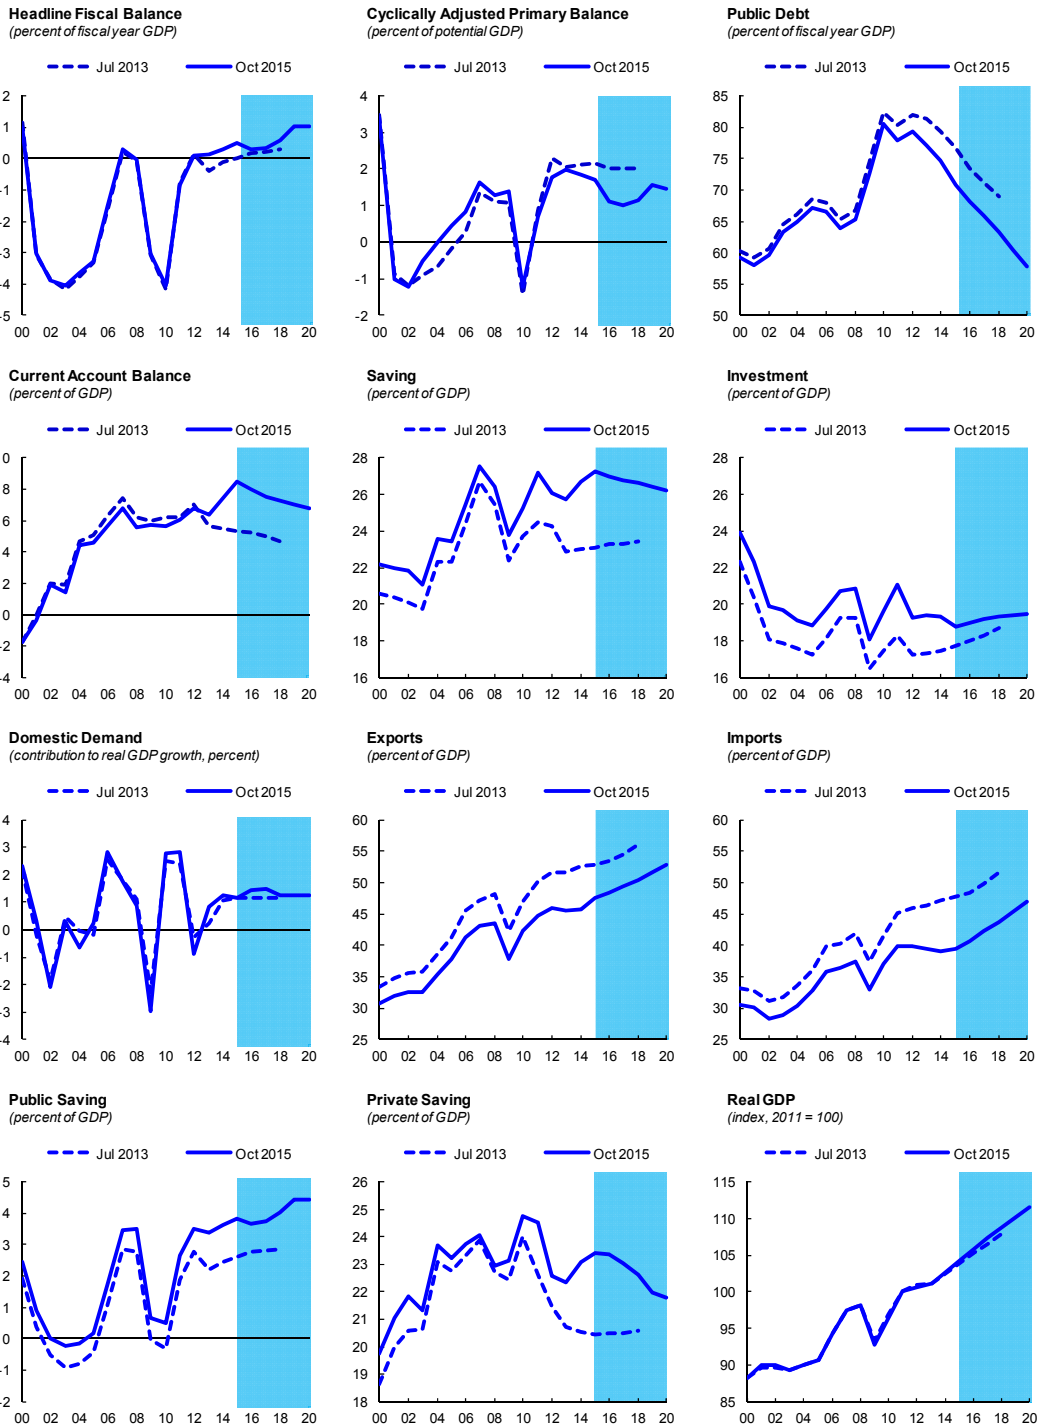 Headline Fiscal Balance
(percent of fiscal year GDP)
Jul 2013 Oct 2015
2
1
0
-1
-2
-3
-4
-5
00 02 04 06 08 10 12 14 16 18 20
Cyclically Adjusted Primary Balance
(percent of potential GDP)
Jul 2013 Oct 2015
4
3
2
1
0
-1
-2
00 02 04 06 08 10 12 14 16 18 20
Public Debt
(percent of fiscal year GDP)
Jul 2013 Oct 2015
85
80
75
70
65
60
55
50
00 02 04 06 08 10 12 14 16 18 20
Current Account Balance
(percent of GDP)
Jul 2013 Oct 2015
0
8
6
4
2
0
-2
-4
00 02 04 06 08 10 12 14 16 18 20
Saving
(percent of GDP)
Jul 2013 Oct 2015
28
26
24
22
20
18
16
00 02 04 06 08 10 12 14 16 18 20
Investment
(percent of GDP)
Jul 2013 Oct 2015
28
26
24
22
20
18
16
00 02 04 06 08 10 12 14 16 18 20
Domestic Demand
(contribution to real GDP growth, percent)
Jul 2013 Oct 2015
4
3
2
1
0
-1
-2
-3
-4
00 02 04 06 08 10 12 14 16 18 20
Exports
(percent of GDP)
Jul 2013 Oct 2015
60
55
50
45
40
35
30
25
00 02 04 06 08 10 12 14 16 18 20
Imports
(percent of GDP)
Jul 2013 Oct 2015
60
55
50
45
40
35
30
25
00 02 04 06 08 10 12 14 16 18 20
Public Saving
(percent of GDP)
Jul 2013 Oct 2015
5
4
3
2
1
0
-1
-2
00 02 04 06 08 10 12 14 16 18 20
Private Saving
(percent of GDP)
Jul 2013 Oct 2015
26
25
24
23
22
21
20
19
18
00 02 04 06 08 10 12 14 16 18 20
Real GDP
(index, 2011 = 100)
Jul 2013 Oct 2015
115
110
105
100
95
90
85
00 02 04 06 08 10 12 14 16 18 20